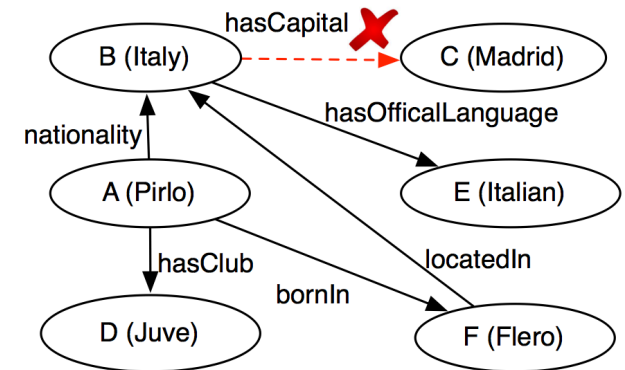 hasCapital
B (Italy)
C (Madrid)
hasOfficalLanguage
nationality
A (Pirlo)
E (Italian)
hasClub
locatedIn
bornIn
D (Juve)
F (Flero)